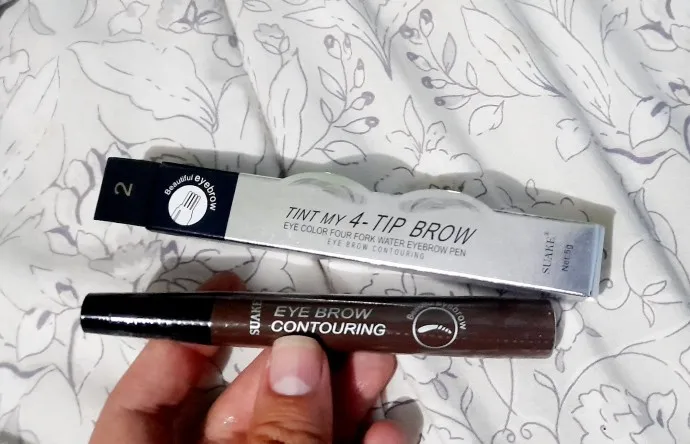 2
Beautiful eyebrow
TINT MY 4- TIP BROW
EYE COLOR FOUR FORK WATER EYEBROW PEN
EYE BROW CONTOURING
SUAKE®
Net:5g
SUAKE
EYE BROW
CONTOURING
Beautiful eyebrow